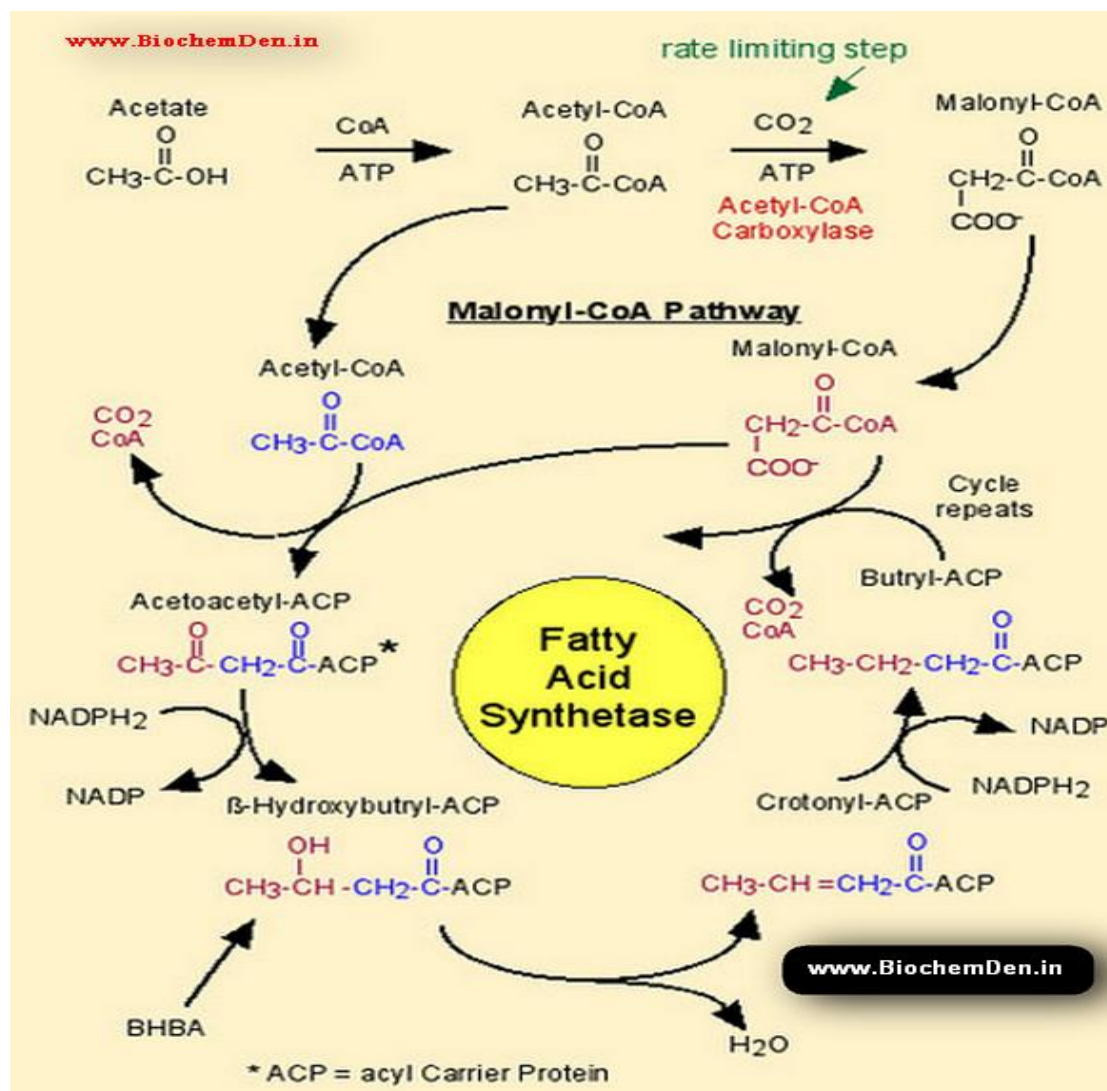 www.BiochemDen.in
rate limiting step
Acetate
O
CH3-C-OH
CoA
ATP
Acetyl-CoA
O
CH3-C-CoA
CO2
ATP
Acetyl-CoA
Carboxylase
Malonyl-CoA
O
CH2-C-CoA
COO-
Malonyl-CoA Pathway
Acetyl-CoA
O
CH3-C-CoA
Malonyl-CoA
O
CH2-C-CoA
COO-
CO2
CoA
Cycle
repeats
Acetoacetyl-ACP
O O
CH3-C-CH2-C-ACP*
Fatty
Acid
Synthetase
CO2
CoA
Butryl-ACP
O
CH3-CH2-CH2-C-ACP
NADPH2
NADP
NADP
NADPH2
ß-Hydroxybutryl-ACP
OH O
CH3-CH-CH2-C-ACP
Crotonyl-ACP
O
CH3-CH=CH2-C-ACP
www.BiochemDen.in
BHBA
H2O
* ACP = acyl Carrier Protein